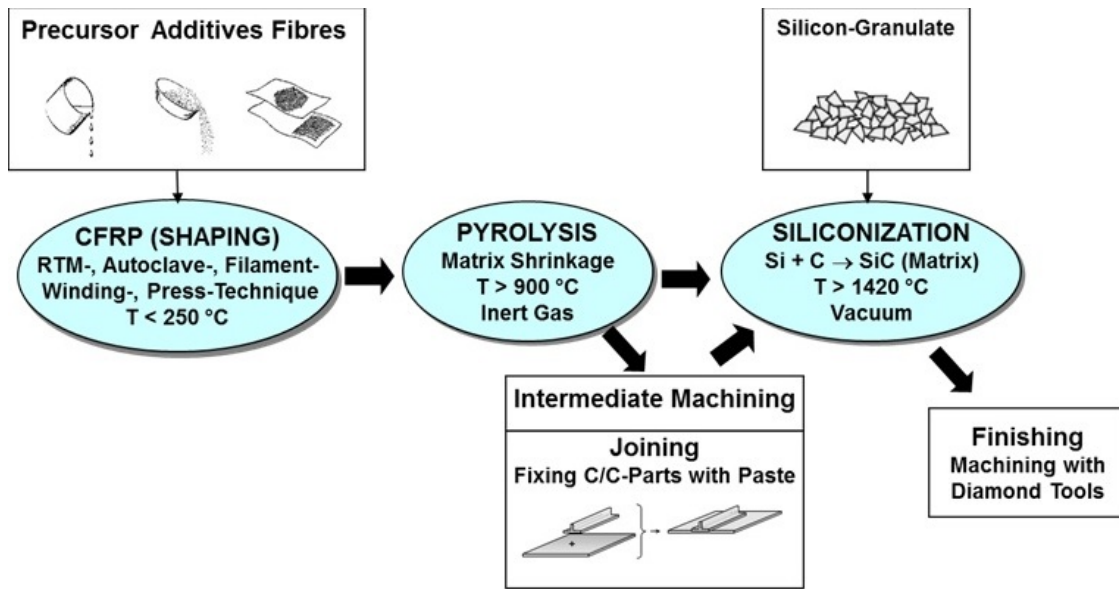 Precursor Additives Fibres
Silicon-Granulate
CFRP (SHAPING)
RTM-, Autoclave-, Filament-
Winding-, Press-Technique
T < 250 °C
PYROLYSIS
Matrix Shrinkage
T > 900 °C
Inert Gas
SILICONIZATION
Si + C → SiC (Matrix)
T > 1420 °C
Vacuum
Intermediate Machining
Joining
Fixing C/C-Parts with Paste
Finishing
Machining with
Diamond Tools